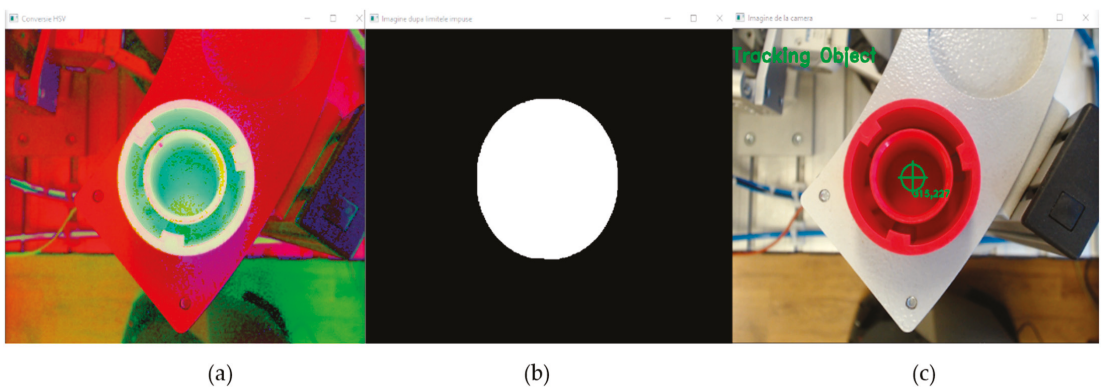 Conversie HSV
Imagine dupa limitele impuse
Imagine de la camera
Tracking Object
315,227
(a)
(b)
(c)